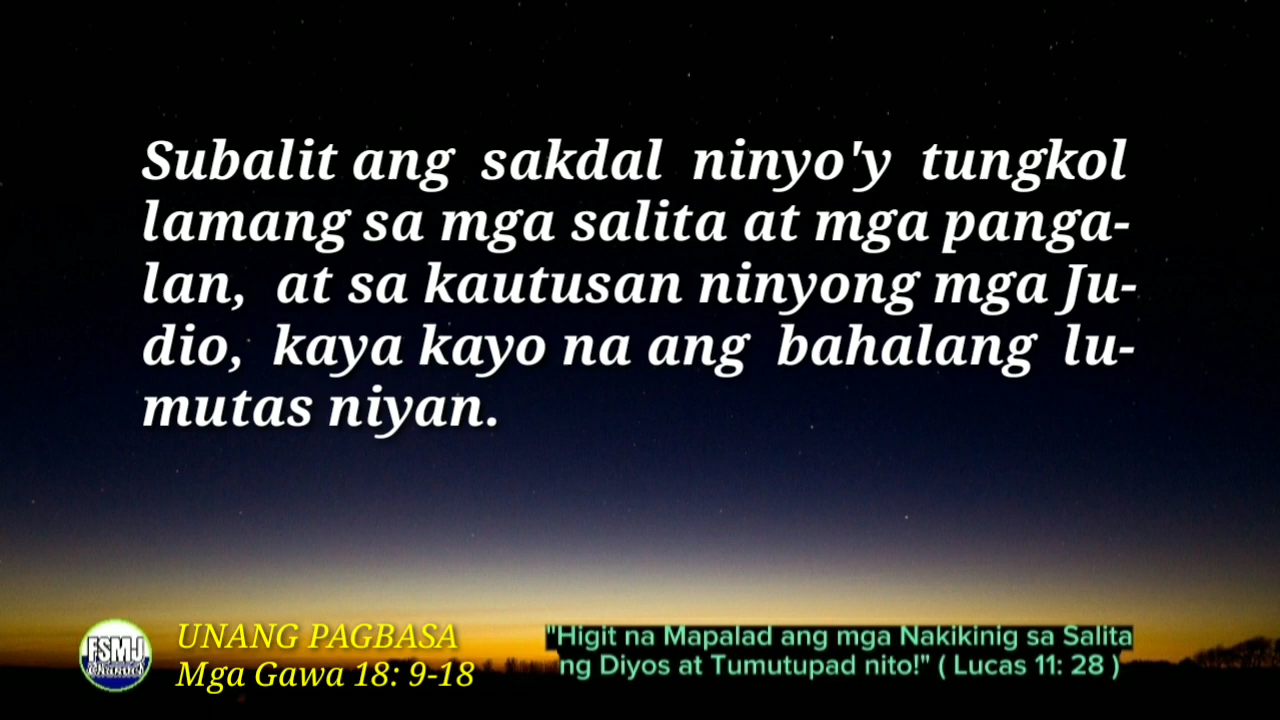 Subalit ang sakdal ninyo'y tungkol
lamang sa mga salita at mga panga-
lan, at sa kautusan ninyong mga Ju-
dio, kaya kayo na ang bahalang lu-
mutas niyan.
FSMJ
Channel
UNANG PAGBASA
Mga Gawa 18: 9-18
"Higit na Mapalad ang mga Nakikinig sa Salita
ng Diyos at Tumutupad nito!" ( Lucas 11: 28 )